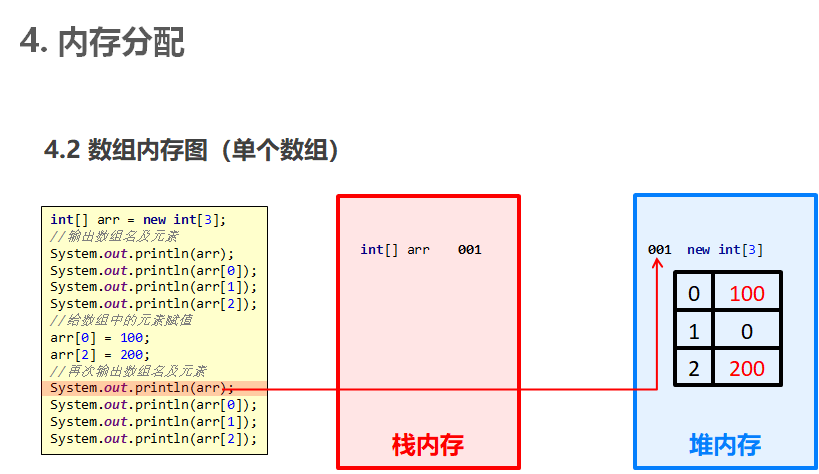 4. 内存分配
4.2 数组内存图（单个数组）
int[] arr = new int[3];
//输出数组名及元素
System.out.println(arr);
System.out.println(arr[0]);
System.out.println(arr[1]);
System.out.println(arr[2]);
//给数组中的元素赋值
arr[0] = 100;
arr[2] = 200;
//再次输出数组名及元素
System.out.println(arr);
System.out.println(arr[0]);
System.out.println(arr[1]);
System.out.println(arr[2]);
int[] arr 001
栈内存
001 new int[3]
0 100
1 0
2 200
堆内存